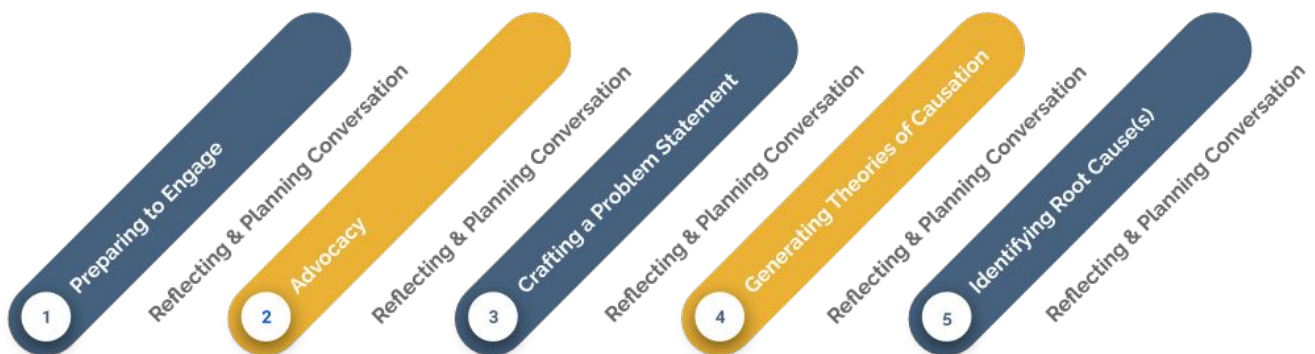 1
Preparing to Engage
Reflecting & Planning Conversation
2
Advocacy
Reflecting & Planning Conversation
3
Crafting a Problem Statement
Reflecting & Planning Conversation
4
Generating Theories of Causation
Reflecting & Planning Conversation
5
Identifying Root Cause(s)
Reflecting & Planning Conversation